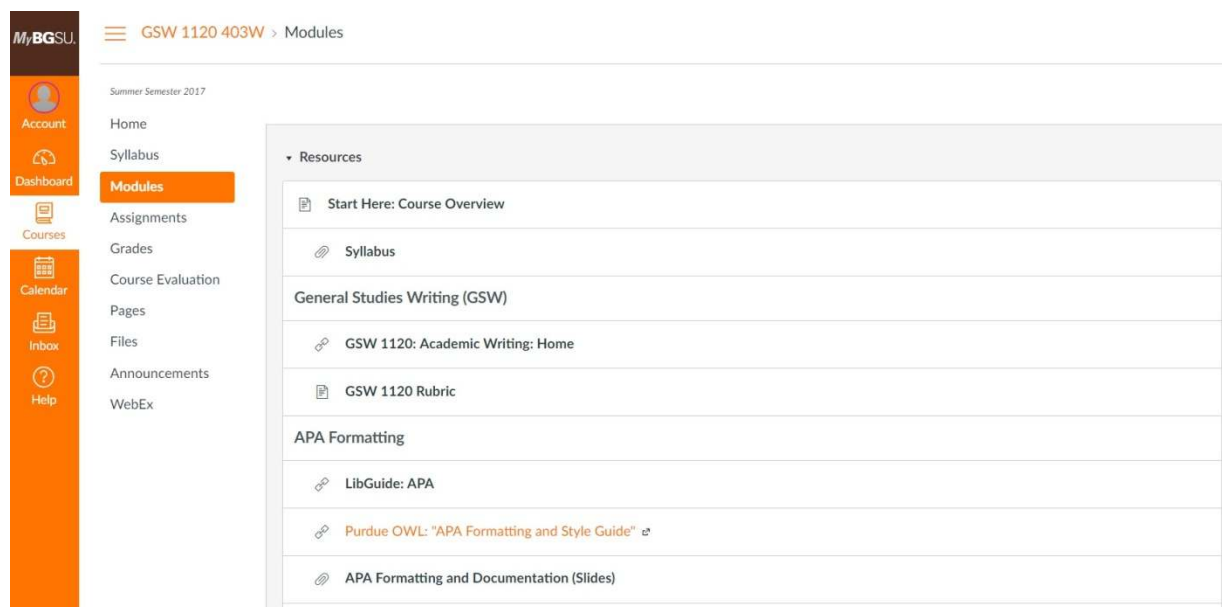 MyBGSU.
GSW 1120 403W > Modules
Account
Dashboard
Courses
Calendar
Inbox
Help
Summer Semester 2017
Home
Syllabus
Modules
Assignments
Grades
Course Evaluation
Pages
Files
Announcements
WebEx
Resources
Start Here: Course Overview
Syllabus
General Studies Writing (GSW)
GSW 1120: Academic Writing: Home
GSW 1120 Rubric
APA Formatting
LibGuide: APA
Purdue OWL: "APA Formatting and Style Guide"
APA Formatting and Documentation (Slides)